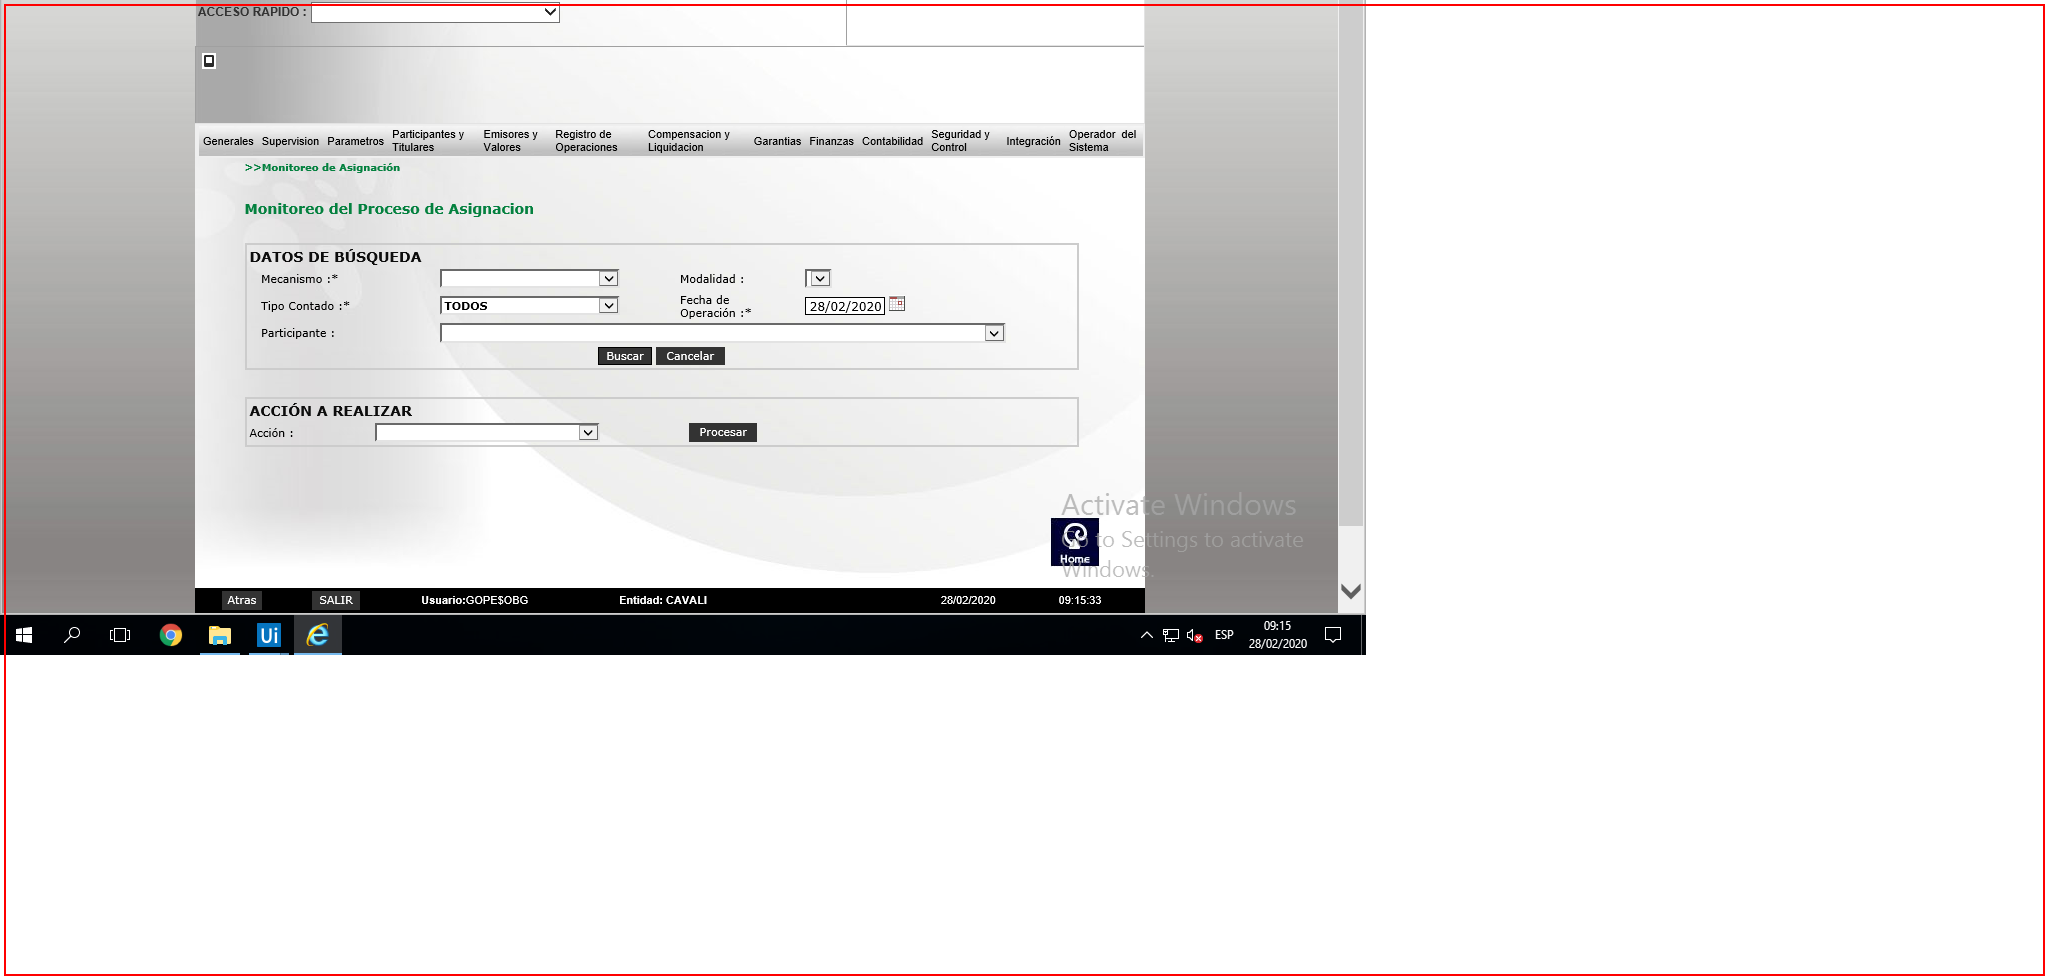 ACCESO RAPIDO :
Generales Supervision Parametros Participantes y Titulares Emisores y Valores Registro de Operaciones Compensacion y Liquidacion Garantias Finanzas Contabilidad Seguridad y Control Integración Operador del Sistema
>>Monitoreo de Asignación
Monitoreo del Proceso de Asignacion
DATOS DE BÚSQUEDA
Mecanismo :* Modalidad :
Tipo Contado :* TODOS Fecha de Operación :* 28/02/2020
Participante :
Buscar Cancelar
ACCIÓN A REALIZAR
Acción : Procesar
Activate Windows
Go to Settings to activate
Windows.
Home
Atras SALIR Usuario:GOPE$OBG Entidad: CAVALI 28/02/2020 09:15:33
Ui ESP 09:15
28/02/2020